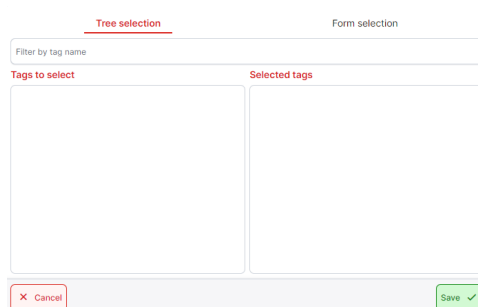 Tree selection
Form selection
Filter by tag name
Tags to select
Selected tags
Cancel
Save